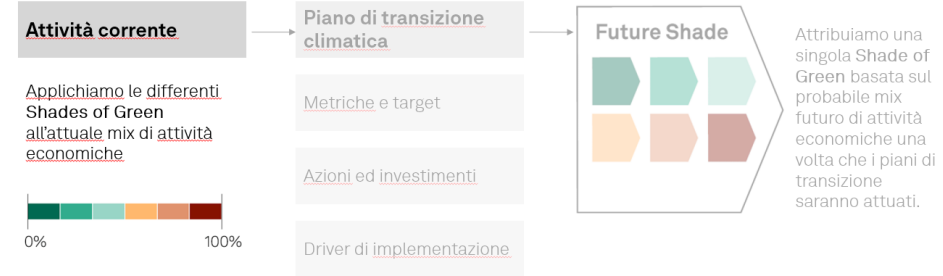 Attività corrente
Applichiamo le differenti
Shades of Green
all'attuale mix di attività
economiche
0%
100%
Piano di transizione
climatica
Metriche e target
Azioni ed investimenti
Driver di implementazione
Future Shade
Attribuiamo una
singola Shade of
Green basata sul
probabile mix
futuro di attività
economiche una
volta che i piani di
transizione
saranno attuati.